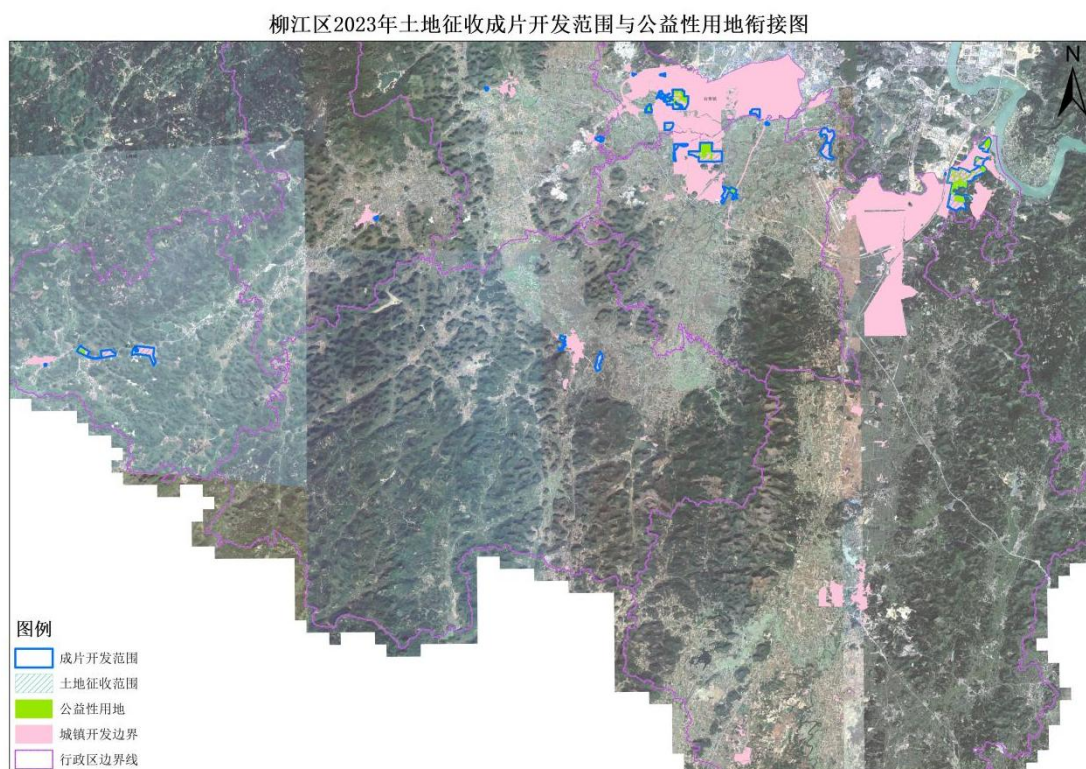 柳江区2023年土地征收成片开发范围与公益性用地衔接图
N
图例
成片开发范围
土地征收范围
公益性用地
城镇开发边界
行政区边界线